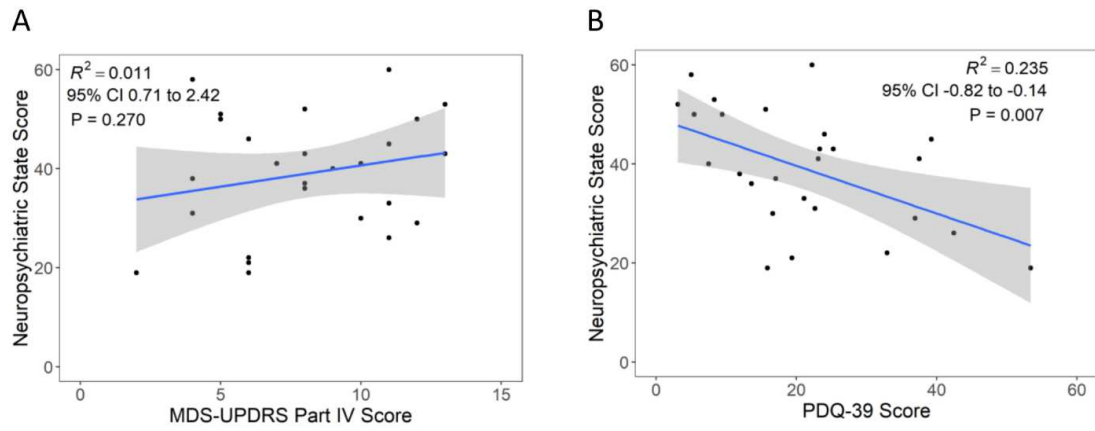 A
R² = 0.011
95% CI 0.71 to 2.42
P = 0.270
Neuropsychiatric State Score
60
40
20
0
0 5 10 15
MDS-UPDRS Part IV Score
B
R² = 0.235
95% CI -0.82 to -0.14
P = 0.007
Neuropsychiatric State Score
60
40
20
0
0 20 40 60
PDQ-39 Score